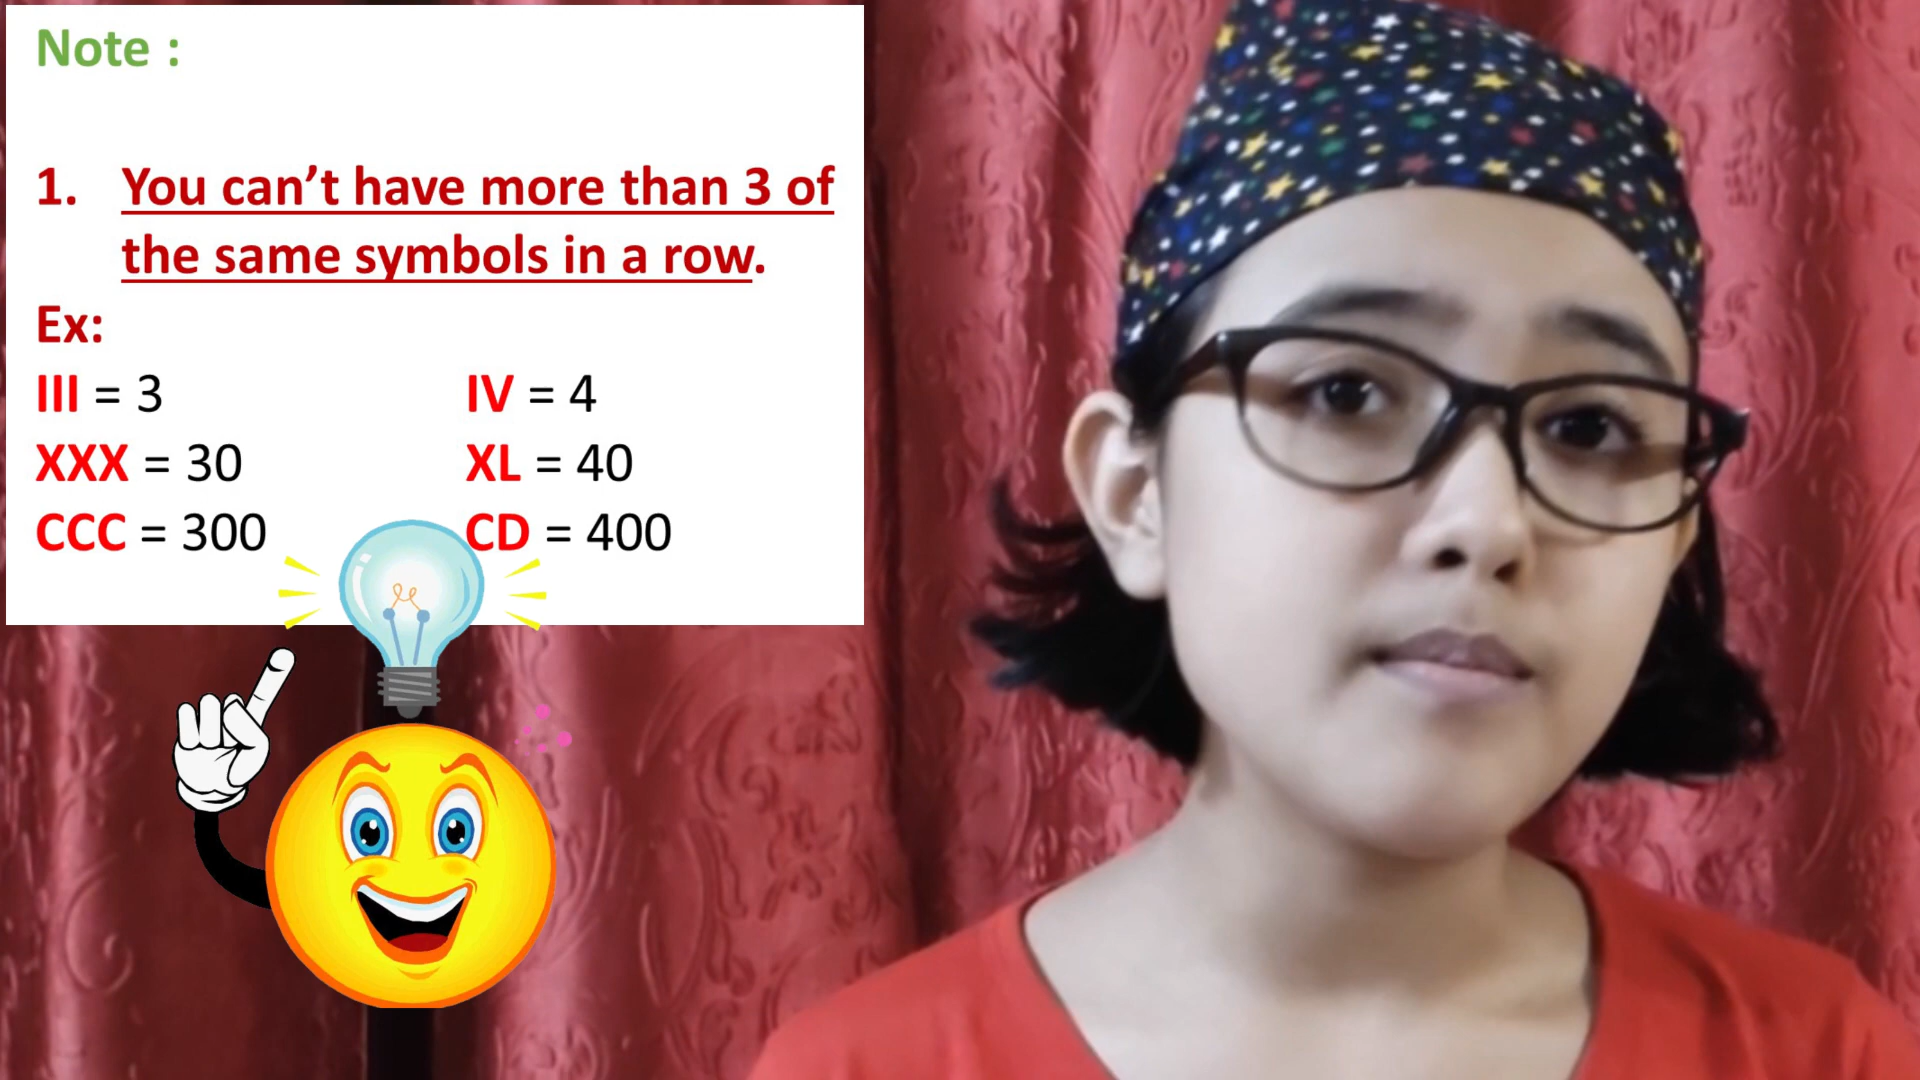 Note :
1. You can’t have more than 3 of
the same symbols in a row.
Ex:
III = 3 IV = 4
XXX = 30 XL = 40
CCC = 300 CD = 400